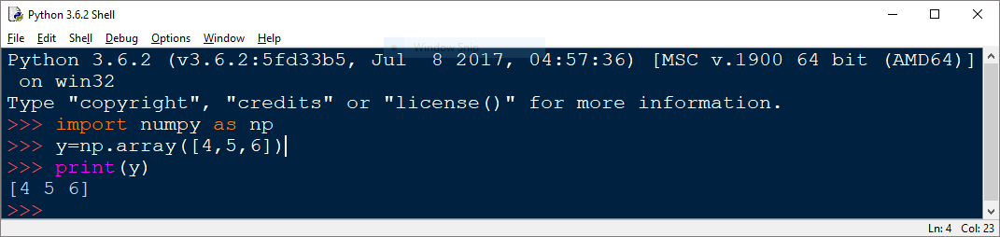 Python 3.6.2 Shell
File Edit Shell Debug Options Window Help
Window Snip
Python 3.6.2 (v3.6.2:5fd33b5, Jul  8 2017, 04:57:36) [MSC v.1900 64 bit (AMD64)]
 on win32
Type "copyright", "credits" or "license()" for more information.
>>> import numpy as np
>>> y=np.array([4,5,6])
>>> print(y)
[4 5 6]
>>>
Ln: 4 Col: 23